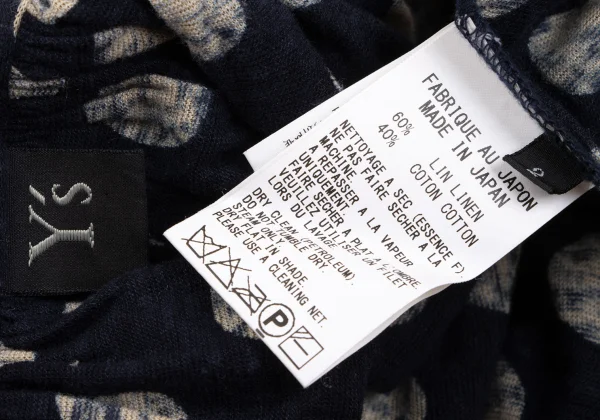 Y's
FABRIQUE AU JAPON
MADE IN JAPAN
60% LIN LINEN
40% COTON COTTON
2
NETTOYAGE A SEC (ESSENCE F)
NE PAS FAIRE SECHER A LA
MACHINE.
A REPASSER A LA VAPEUR
UNIQUEMENT.
FAIRE SECHER A PLAT A L'OMBRE.
VEUILLEZ UTILISER UN FILET
LORS DU LAVAGE.
DRY CLEAN (PETROLEUM).
DO NOT TUMBLE DRY.
STEAM ONLY.
DRY FLAT IN SHADE.
PLEASE USE A CLEANING NET.
P